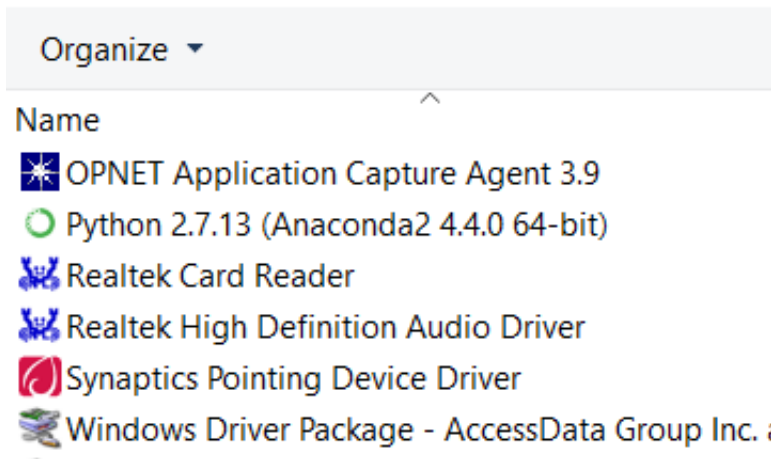 Organize
Name
OPNET Application Capture Agent 3.9
Python 2.7.13 (Anaconda2 4.4.0 64-bit)
Realtek Card Reader
Realtek High Definition Audio Driver
Synaptics Pointing Device Driver
Windows Driver Package - AccessData Group Inc.